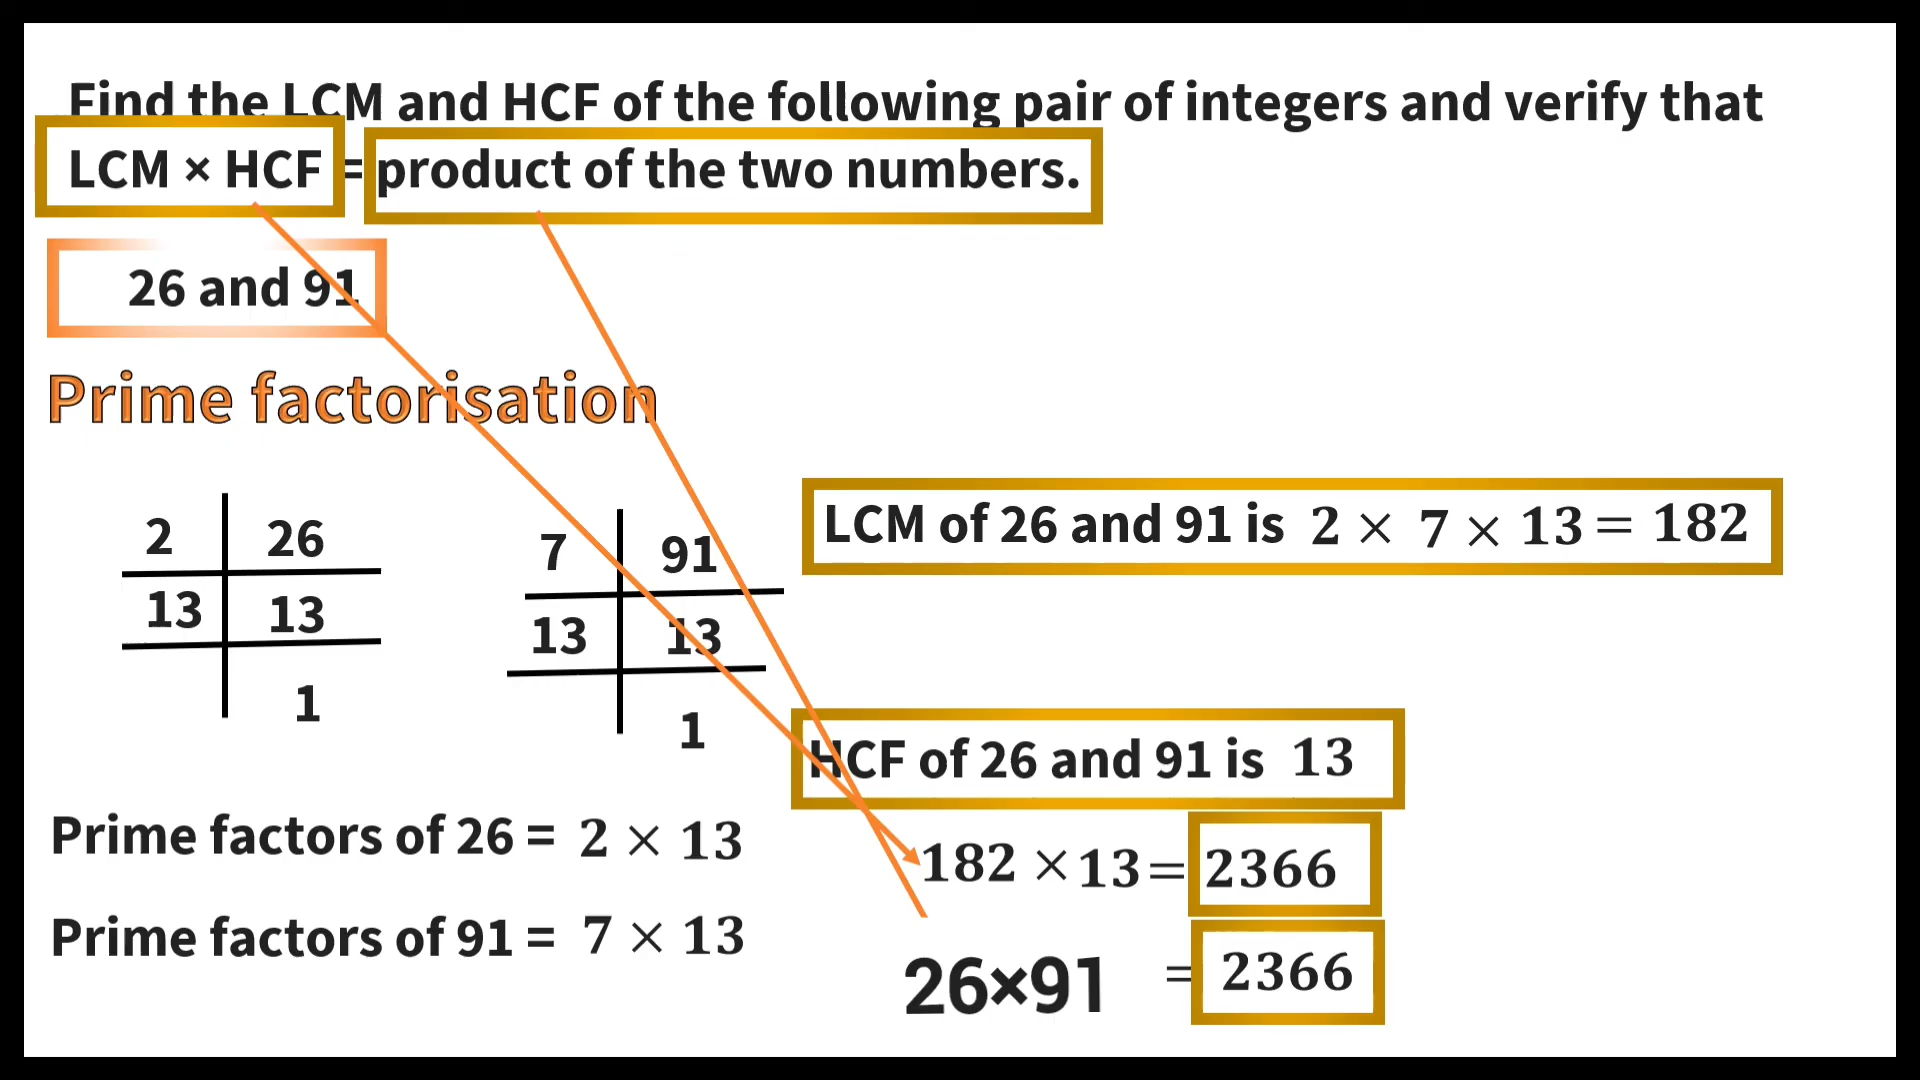 Find the LCM and HCF of the following pair of integers and verify that
LCM × HCF = product of the two numbers.
26 and 91
Prime factorisation
2 26
13 13
1
7 91
13 13
1
Prime factors of 26 = 2 × 13
Prime factors of 91 = 7 × 13
LCM of 26 and 91 is 2 × 7 × 13 = 182
HCF of 26 and 91 is 13
182 × 13 = 2366
26×91 = 2366